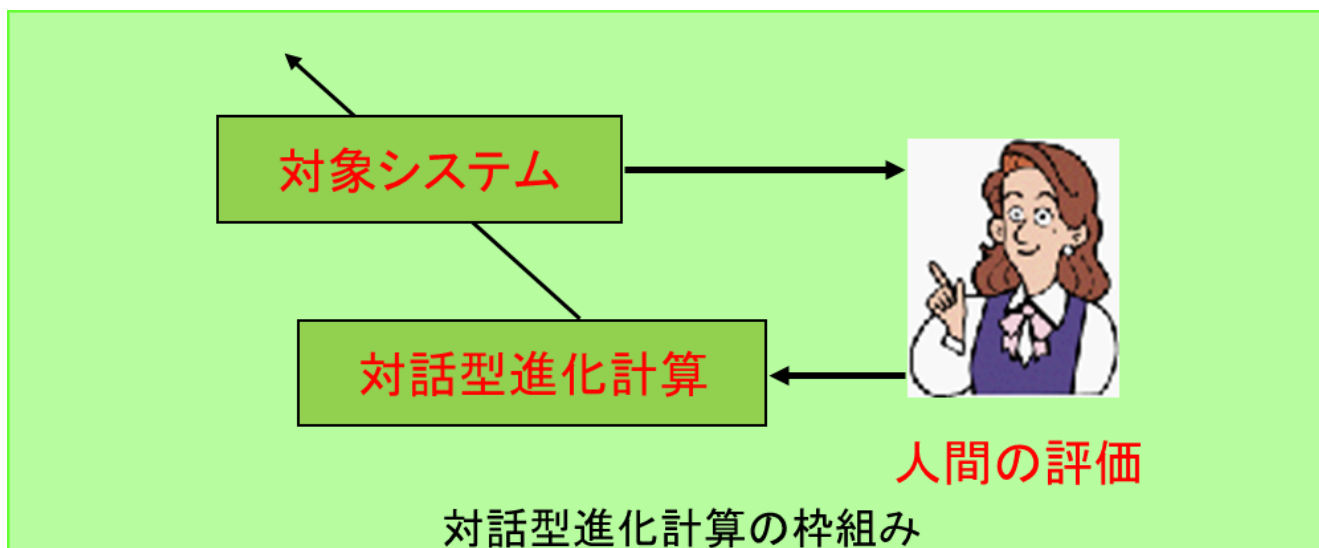 対象システム
対話型進化計算
人間の評価
対話型進化計算の枠組み